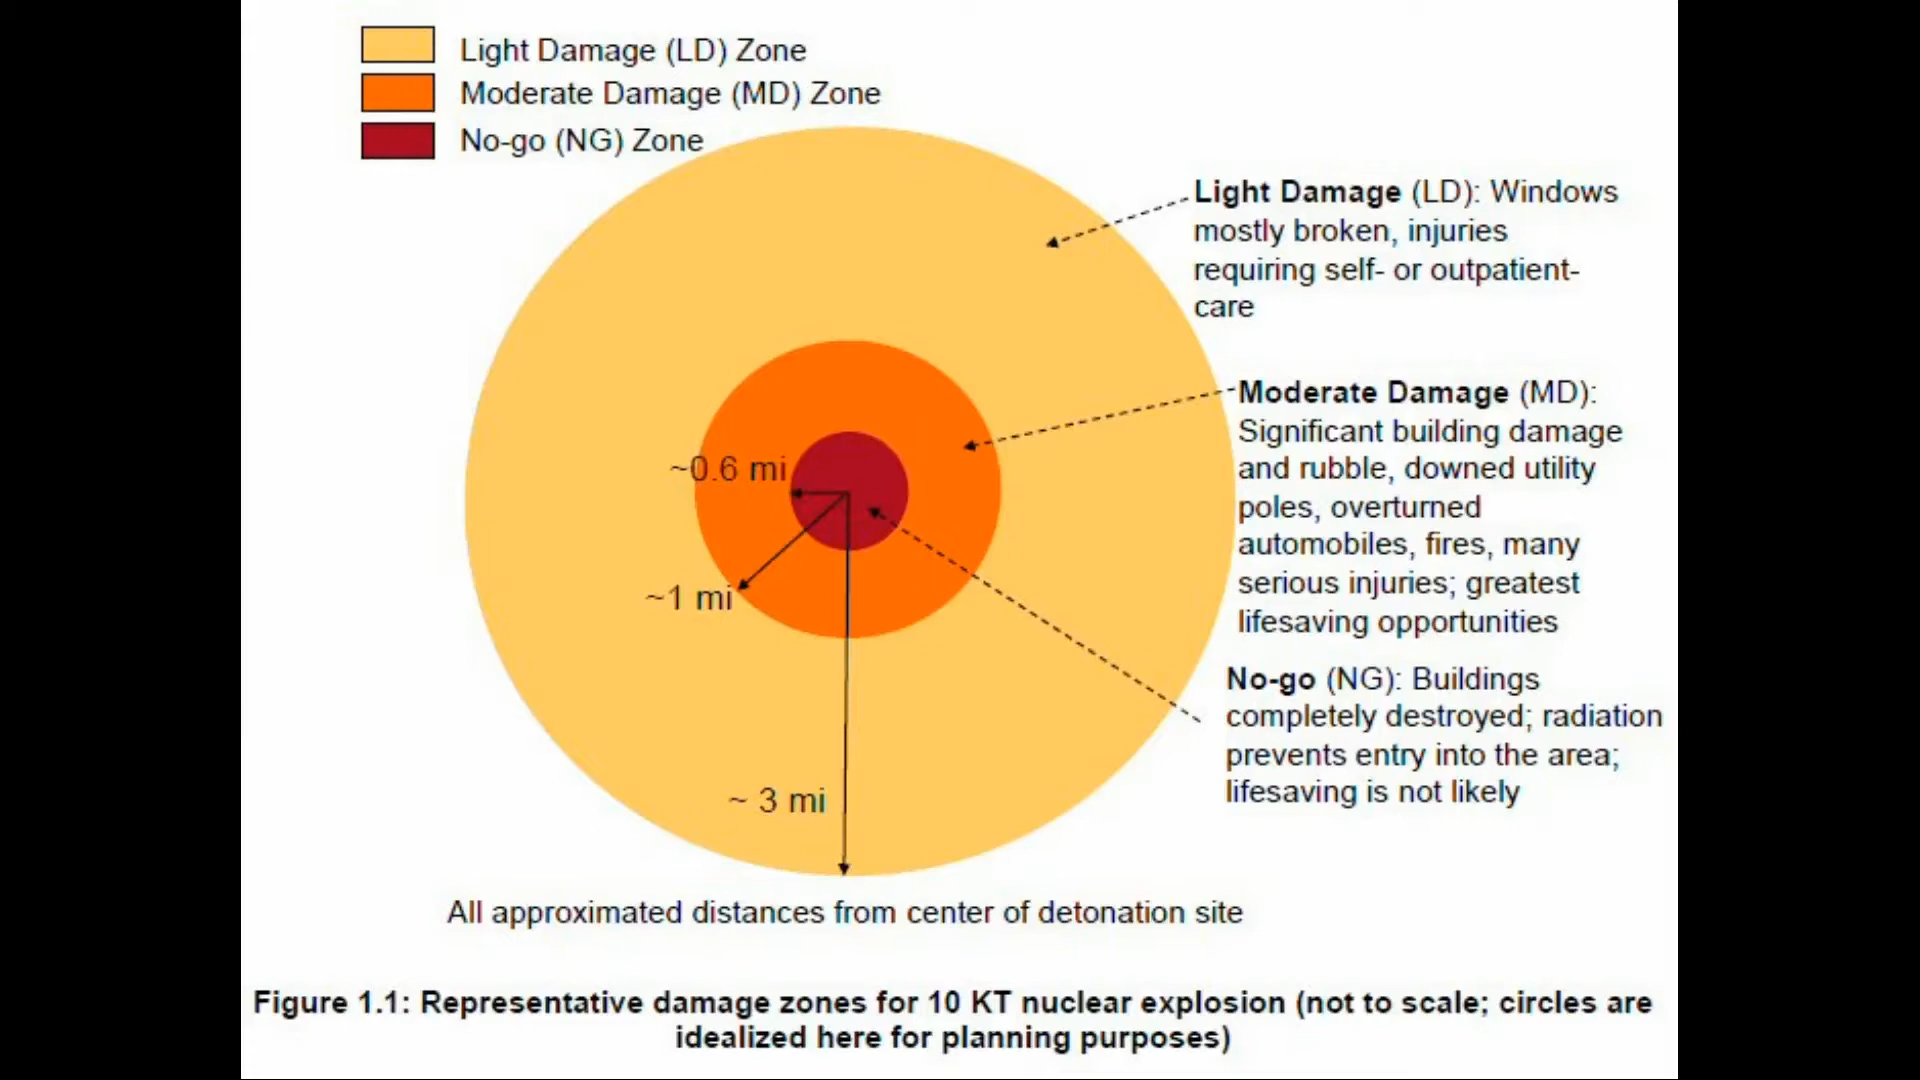 Light Damage (LD) Zone
Moderate Damage (MD) Zone
No-go (NG) Zone
Light Damage (LD): Windows
mostly broken, injuries
requiring self- or outpatient-
care
Moderate Damage (MD):
Significant building damage
and rubble, downed utility
poles, overturned
automobiles, fires, many
serious injuries; greatest
lifesaving opportunities
~0.6 mi
~1 mi
No-go (NG): Buildings
completely destroyed; radiation
prevents entry into the area;
lifesaving is not likely
~ 3 mi
All approximated distances from center of detonation site
Figure 1.1: Representative damage zones for 10 KT nuclear explosion (not to scale; circles are
idealized here for planning purposes)